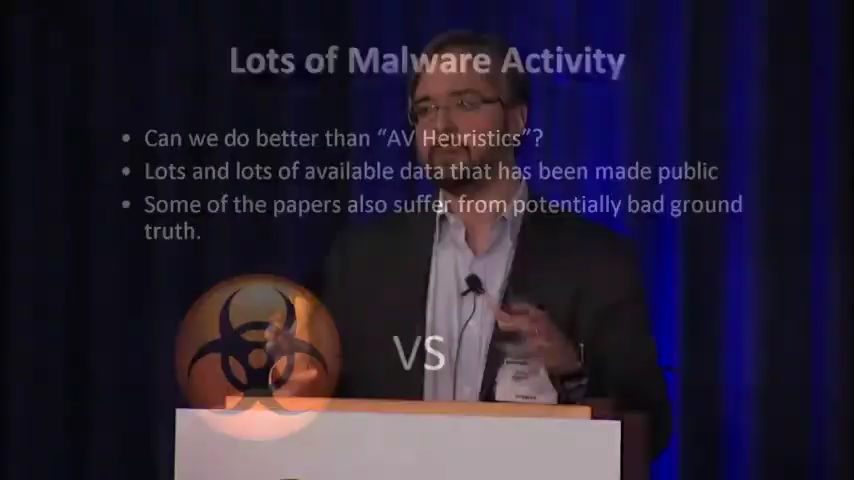 Lots of Malware Activity
• Can we do better than “AV Heuristics”?
• Lots and lots of available data that has been made public
• Some of the papers also suffer from potentially bad ground
truth.
VS